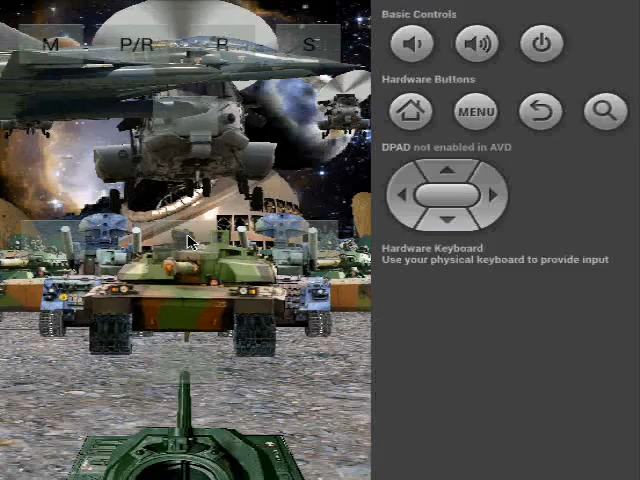 M P/R R S
Basic Controls
Hardware Buttons
MENU
DPAD not enabled in AVD
Hardware Keyboard
Use your physical keyboard to provide input